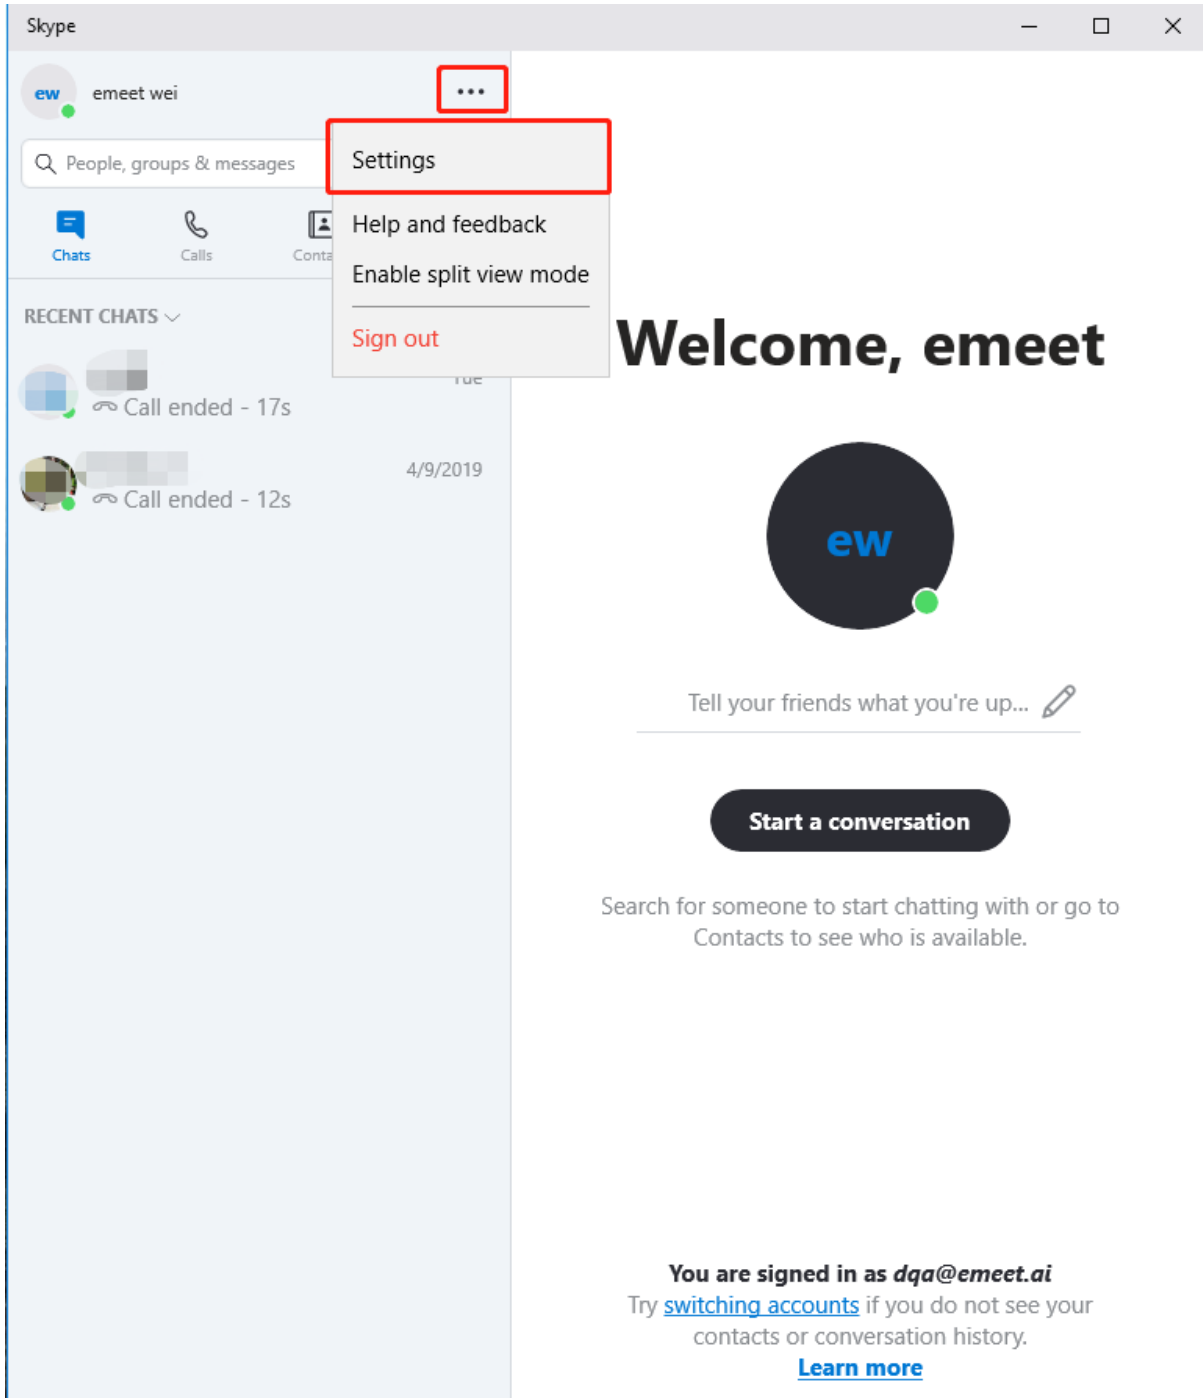 Skype
ew
emeet wei
People, groups & messages
Settings
Chats
Calls
Conta
Help and feedback
Enable split view mode
Sign out
RECENT CHATS
Tue
Call ended - 17s
4/9/2019
Call ended - 12s
Welcome, emeet
ew
Tell your friends what you're up...
Start a conversation
Search for someone to start chatting with or go to
Contacts to see who is available.
You are signed in as dqa@emeet.ai
Try switching accounts if you do not see your
contacts or conversation history.
Learn more